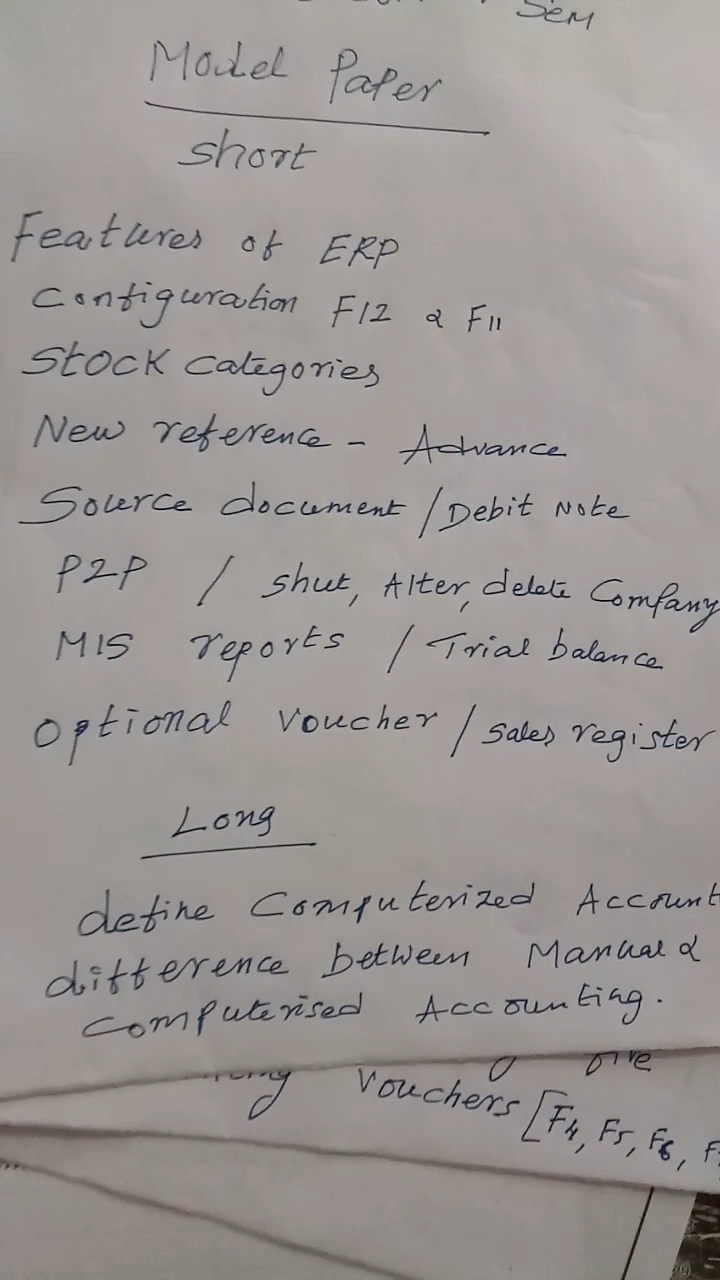 Sem
Model Paper
short
Features of ERP
Configuration F12 & F11
Stock categories
New reference - Advance
Source document / Debit Note
P2P / shut, Alter, delete Company
MIS reports / Trial balance
Optional voucher / sales register
Long
define Computerized Account
difference between Manual &
Computerised Accounting.
Vouchers [F4, F5, F6, F